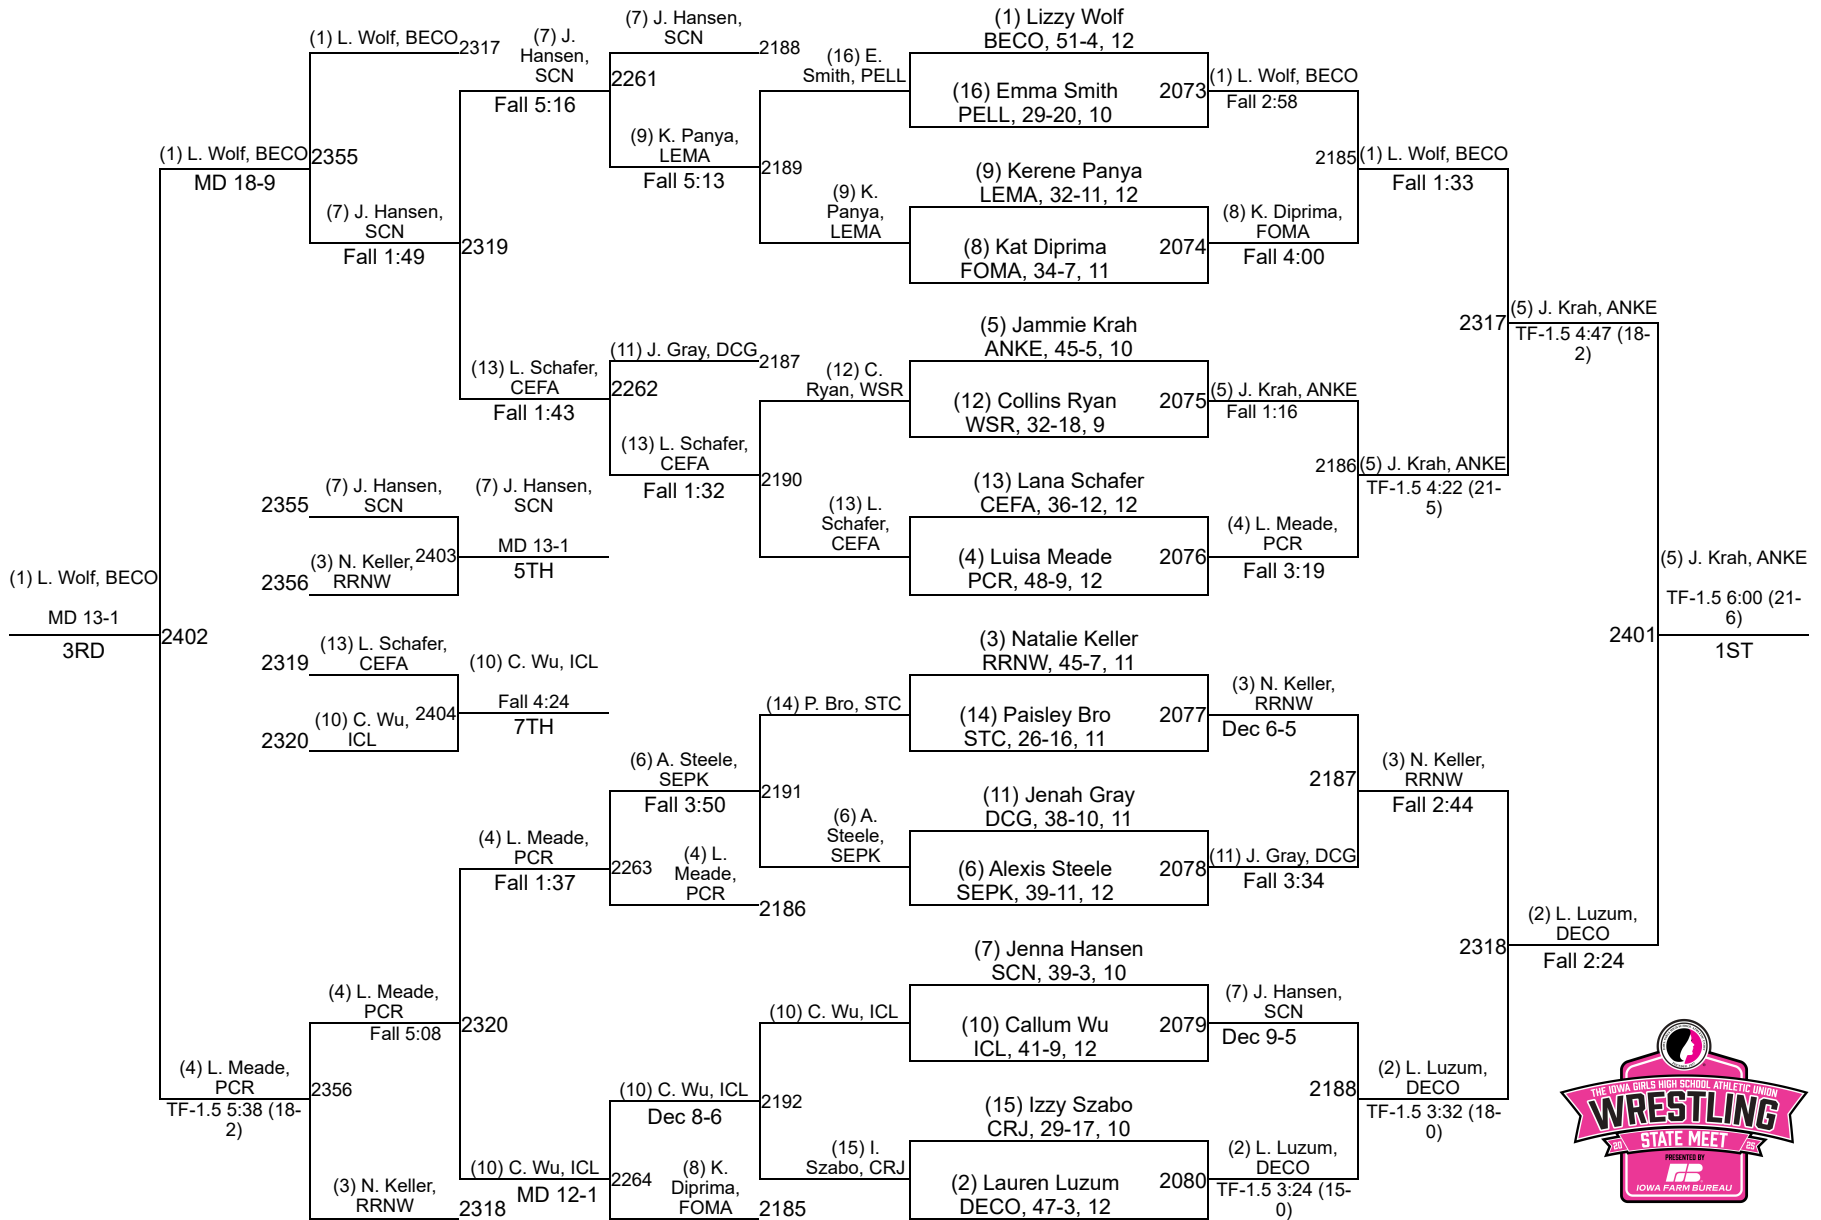 (1) L. Wolf, BECO
2317
(7) J.
Hansen,
SCN
Fall 5:16
(7) J. Hansen,
SCN
2188
2261
(9) K. Panya,
LEMA
Fall 5:13
2189
(16) E.
Smith, PELL
(9) K.
Panya,
LEMA
(1) Lizzy Wolf
BECO, 51-4, 12
(16) Emma Smith
PELL, 29-20, 10
2073
(1) L. Wolf, BECO
Fall 2:58
(9) Kerene Panya
LEMA, 32-11, 12
(8) Kat Diprima
FOMA, 34-7, 11
2074
(8) K. Diprima,
FOMA
Fall 4:00
2185
(1) L. Wolf, BECO
Fall 1:33
(1) L. Wolf, BECO
MD 18-9
2355
(7) J. Hansen,
SCN
Fall 1:49
2319
(13) L. Schafer,
CEFA
Fall 1:43
(11) J. Gray, DCG
2187
2262
(13) L. Schafer,
CEFA
Fall 1:32
2190
(12) C.
Ryan, WSR
(13) L.
Schafer,
CEFA
(5) Jammie Krah
ANKE, 45-5, 10
(12) Collins Ryan
WSR, 32-18, 9
2075
(5) J. Krah, ANKE
Fall 1:16
(13) Lana Schafer
CEFA, 36-12, 12
(4) Luisa Meade
PCR, 48-9, 12
2076
(4) L. Meade,
PCR
Fall 3:19
2186
(5) J. Krah, ANKE
TF-1.5 4:22 (21-
5)
2317
(5) J. Krah, ANKE
TF-1.5 4:47 (18-
2)
2355
(7) J. Hansen,
SCN
2356
(3) N. Keller,
RRNW
2403
(7) J. Hansen,
SCN
MD 13-1
5TH
(1) L. Wolf, BECO
MD 13-1
3RD
2402
2319
(13) L. Schafer,
CEFA
2320
(10) C. Wu,
ICL
2404
(10) C. Wu, ICL
Fall 4:24
7TH
(5) J. Krah, ANKE
TF-1.5 6:00 (21-
6)
2401
1ST
(14) P. Bro, STC
(6) A. Steele,
SEPK
Fall 3:50
2191
(6) A.
Steele,
SEPK
(3) Natalie Keller
RRNW, 45-7, 11
(14) Paisley Bro
STC, 26-16, 11
2077
(3) N. Keller,
RRNW
Dec 6-5
(11) Jenah Gray
DCG, 38-10, 11
(6) Alexis Steele
SEPK, 39-11, 12
2078
(11) J. Gray, DCG
Fall 3:34
2187
(3) N. Keller,
RRNW
Fall 2:44
(4) L. Meade,
PCR
Fall 1:37
2263
(4) L.
Meade,
PCR
2186
2318
(2) L. Luzum,
DECO
Fall 2:24
(4) L. Meade,
PCR
Fall 5:08
2320
(10) C. Wu, ICL
(7) Jenna Hansen
SCN, 39-3, 10
(10) Callum Wu
ICL, 41-9, 12
2079
(7) J. Hansen,
SCN
Dec 9-5
(4) L. Meade,
PCR
TF-1.5 5:38 (18-
2)
2356
(10) C. Wu, ICL
Dec 8-6
2192
(15) I.
Szabo, CRJ
(15) Izzy Szabo
CRJ, 29-17, 10
(2) Lauren Luzum
DECO, 47-3, 12
2080
(2) L. Luzum,
DECO
TF-1.5 3:24 (15-
0)
2188
(2) L. Luzum,
DECO
TF-1.5 3:32 (18-
0)
(3) N. Keller,
RRNW
2318
(10) C. Wu, ICL
MD 12-1
2264
(8) K.
Diprima,
FOMA
2185
THE IOWA GIRLS HIGH SCHOOL ATHLETIC UNION
WRESTLING
20 STATE MEET 25
PRESENTED BY
FB
IOWA FARM BUREAU